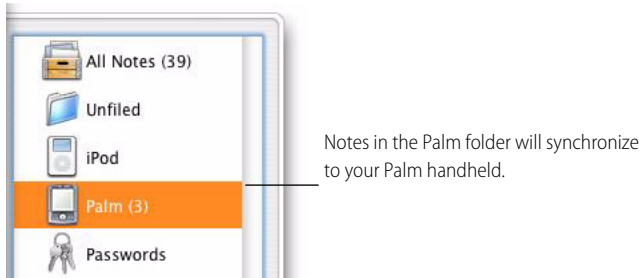 All Notes (39)
Unfiled
iPod
Notes in the Palm folder will synchronize
to your Palm handheld.
Palm (3)
Passwords